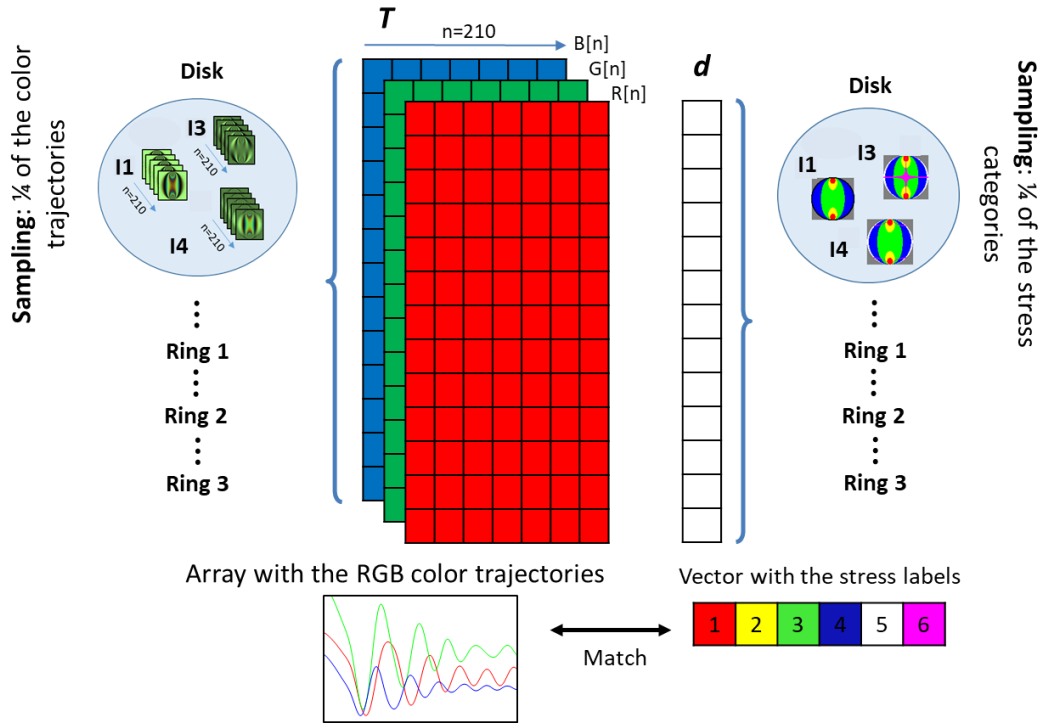 Sampling: ¼ of the color
trajectories
Disk
I1
I3
I4
n=210
n=210
n=210
Ring 1
Ring 2
Ring 3
T
n=210
B[n]
G[n]
R[n]
d
Disk
I1
I3
I4
Ring 1
Ring 2
Ring 3
Sampling: ¼ of the stress
categories
Array with the RGB color trajectories
Vector with the stress labels
Match
1 2 3 4 5 6